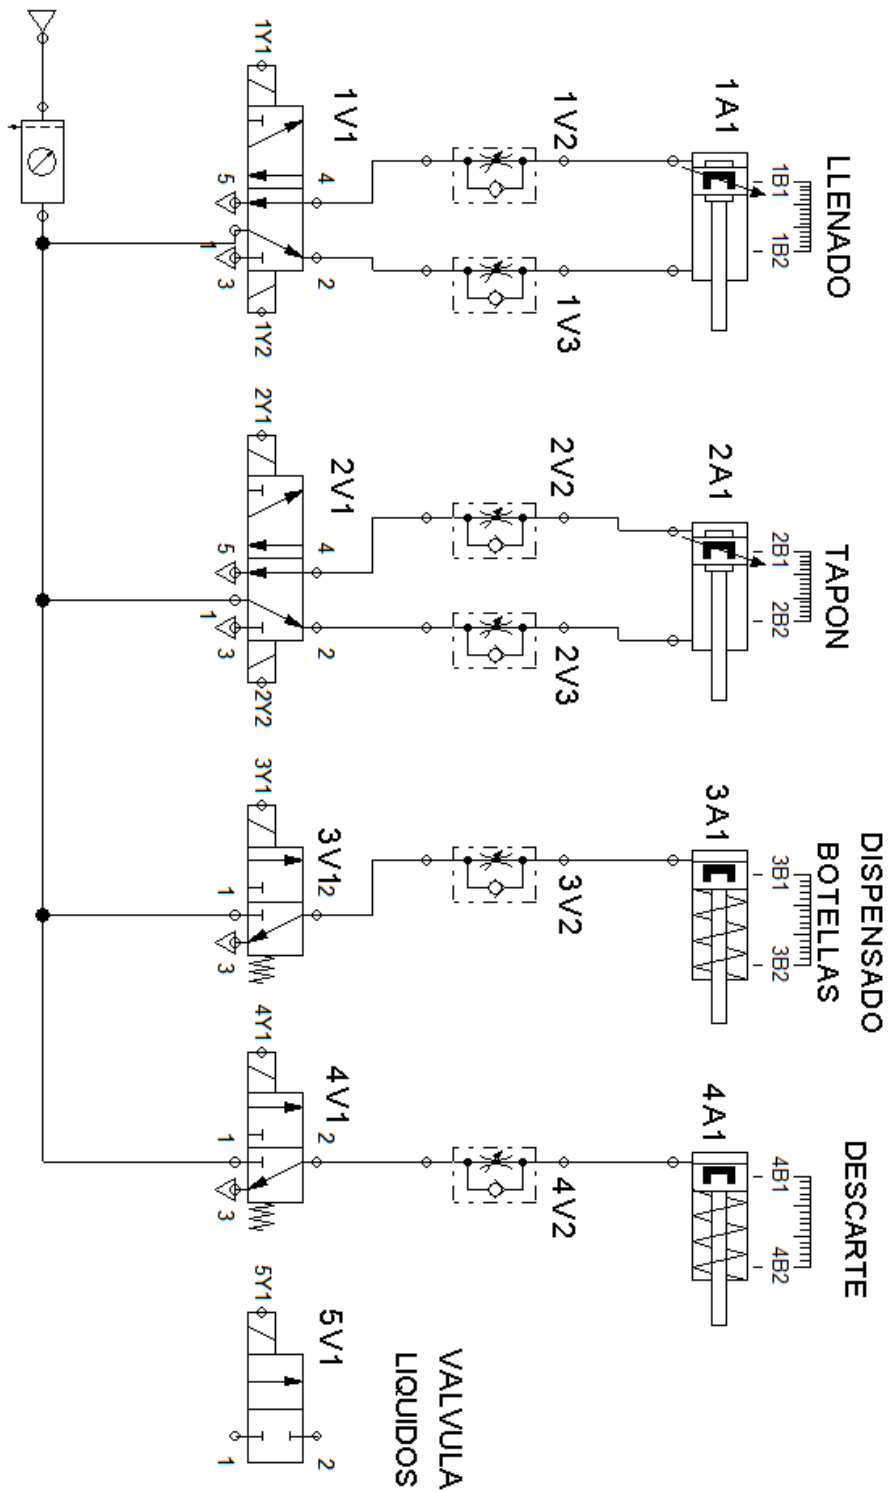 LLENADO
1A1
1B1
1B2
1V2
1V3
1V1
1Y1
4
2
5
1
3
1Y2
TAPON
2A1
2B1
2B2
2V2
2V3
2V1
2Y1
4
2
5
1
3
2Y2
DISPENSADO
BOTELLAS
3A1
3B1
3B2
3V2
3V1
2
3Y1
1
3
DESCARTE
4A1
4B1
4B2
4V2
4V1
2
4Y1
1
3
VALVULA
LIQUIDOS
5V1
5Y1
1
2